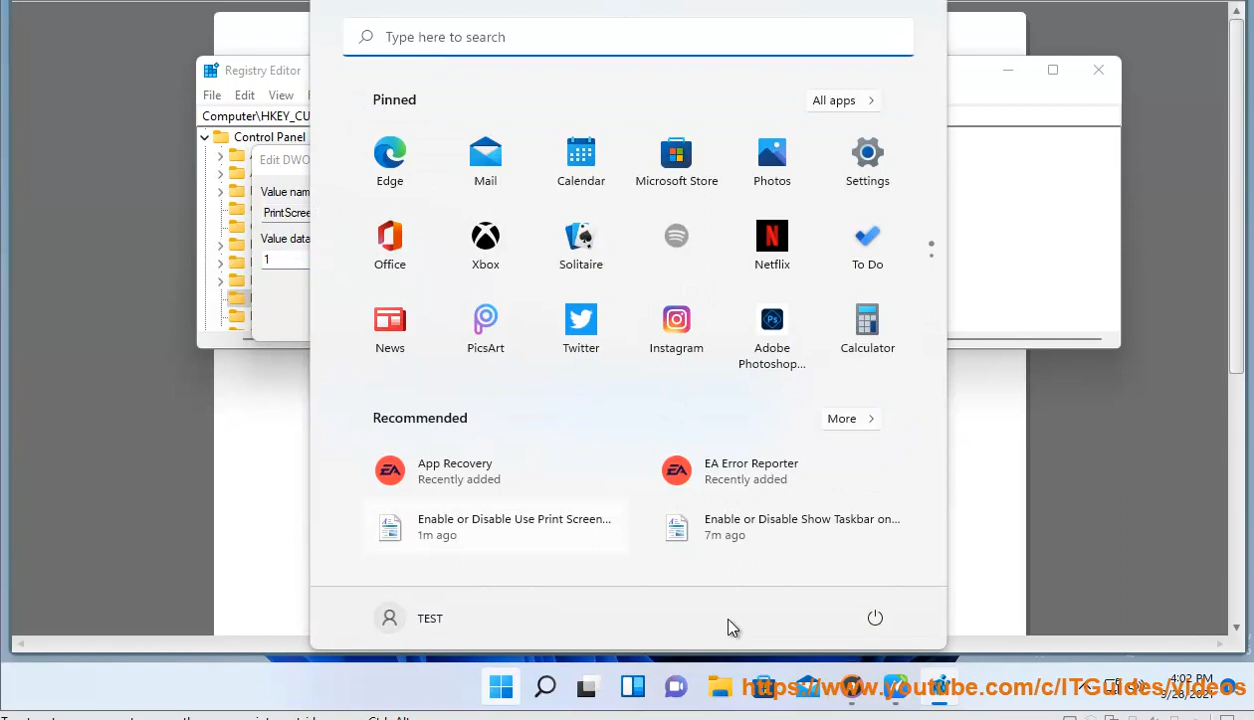 Type here to search
Registry Editor
File Edit View
Computer\HKEY_CU
Control Panel
Edit DWO
Value nam
PrintScree
Value data
1
Pinned
All apps
Edge
Mail
Calendar
Microsoft Store
Photos
Settings
Office
Xbox
Solitaire
Netflix
To Do
News
PicsArt
Twitter
Instagram
Adobe
Photoshop...
Calculator
Recommended
More
App Recovery
Recently added
EA Error Reporter
Recently added
Enable or Disable Use Print Screen...
1m ago
Enable or Disable Show Taskbar on...
7m ago
TEST
4:02 PM
https://www.youtube.com/c/ITGuides/videos